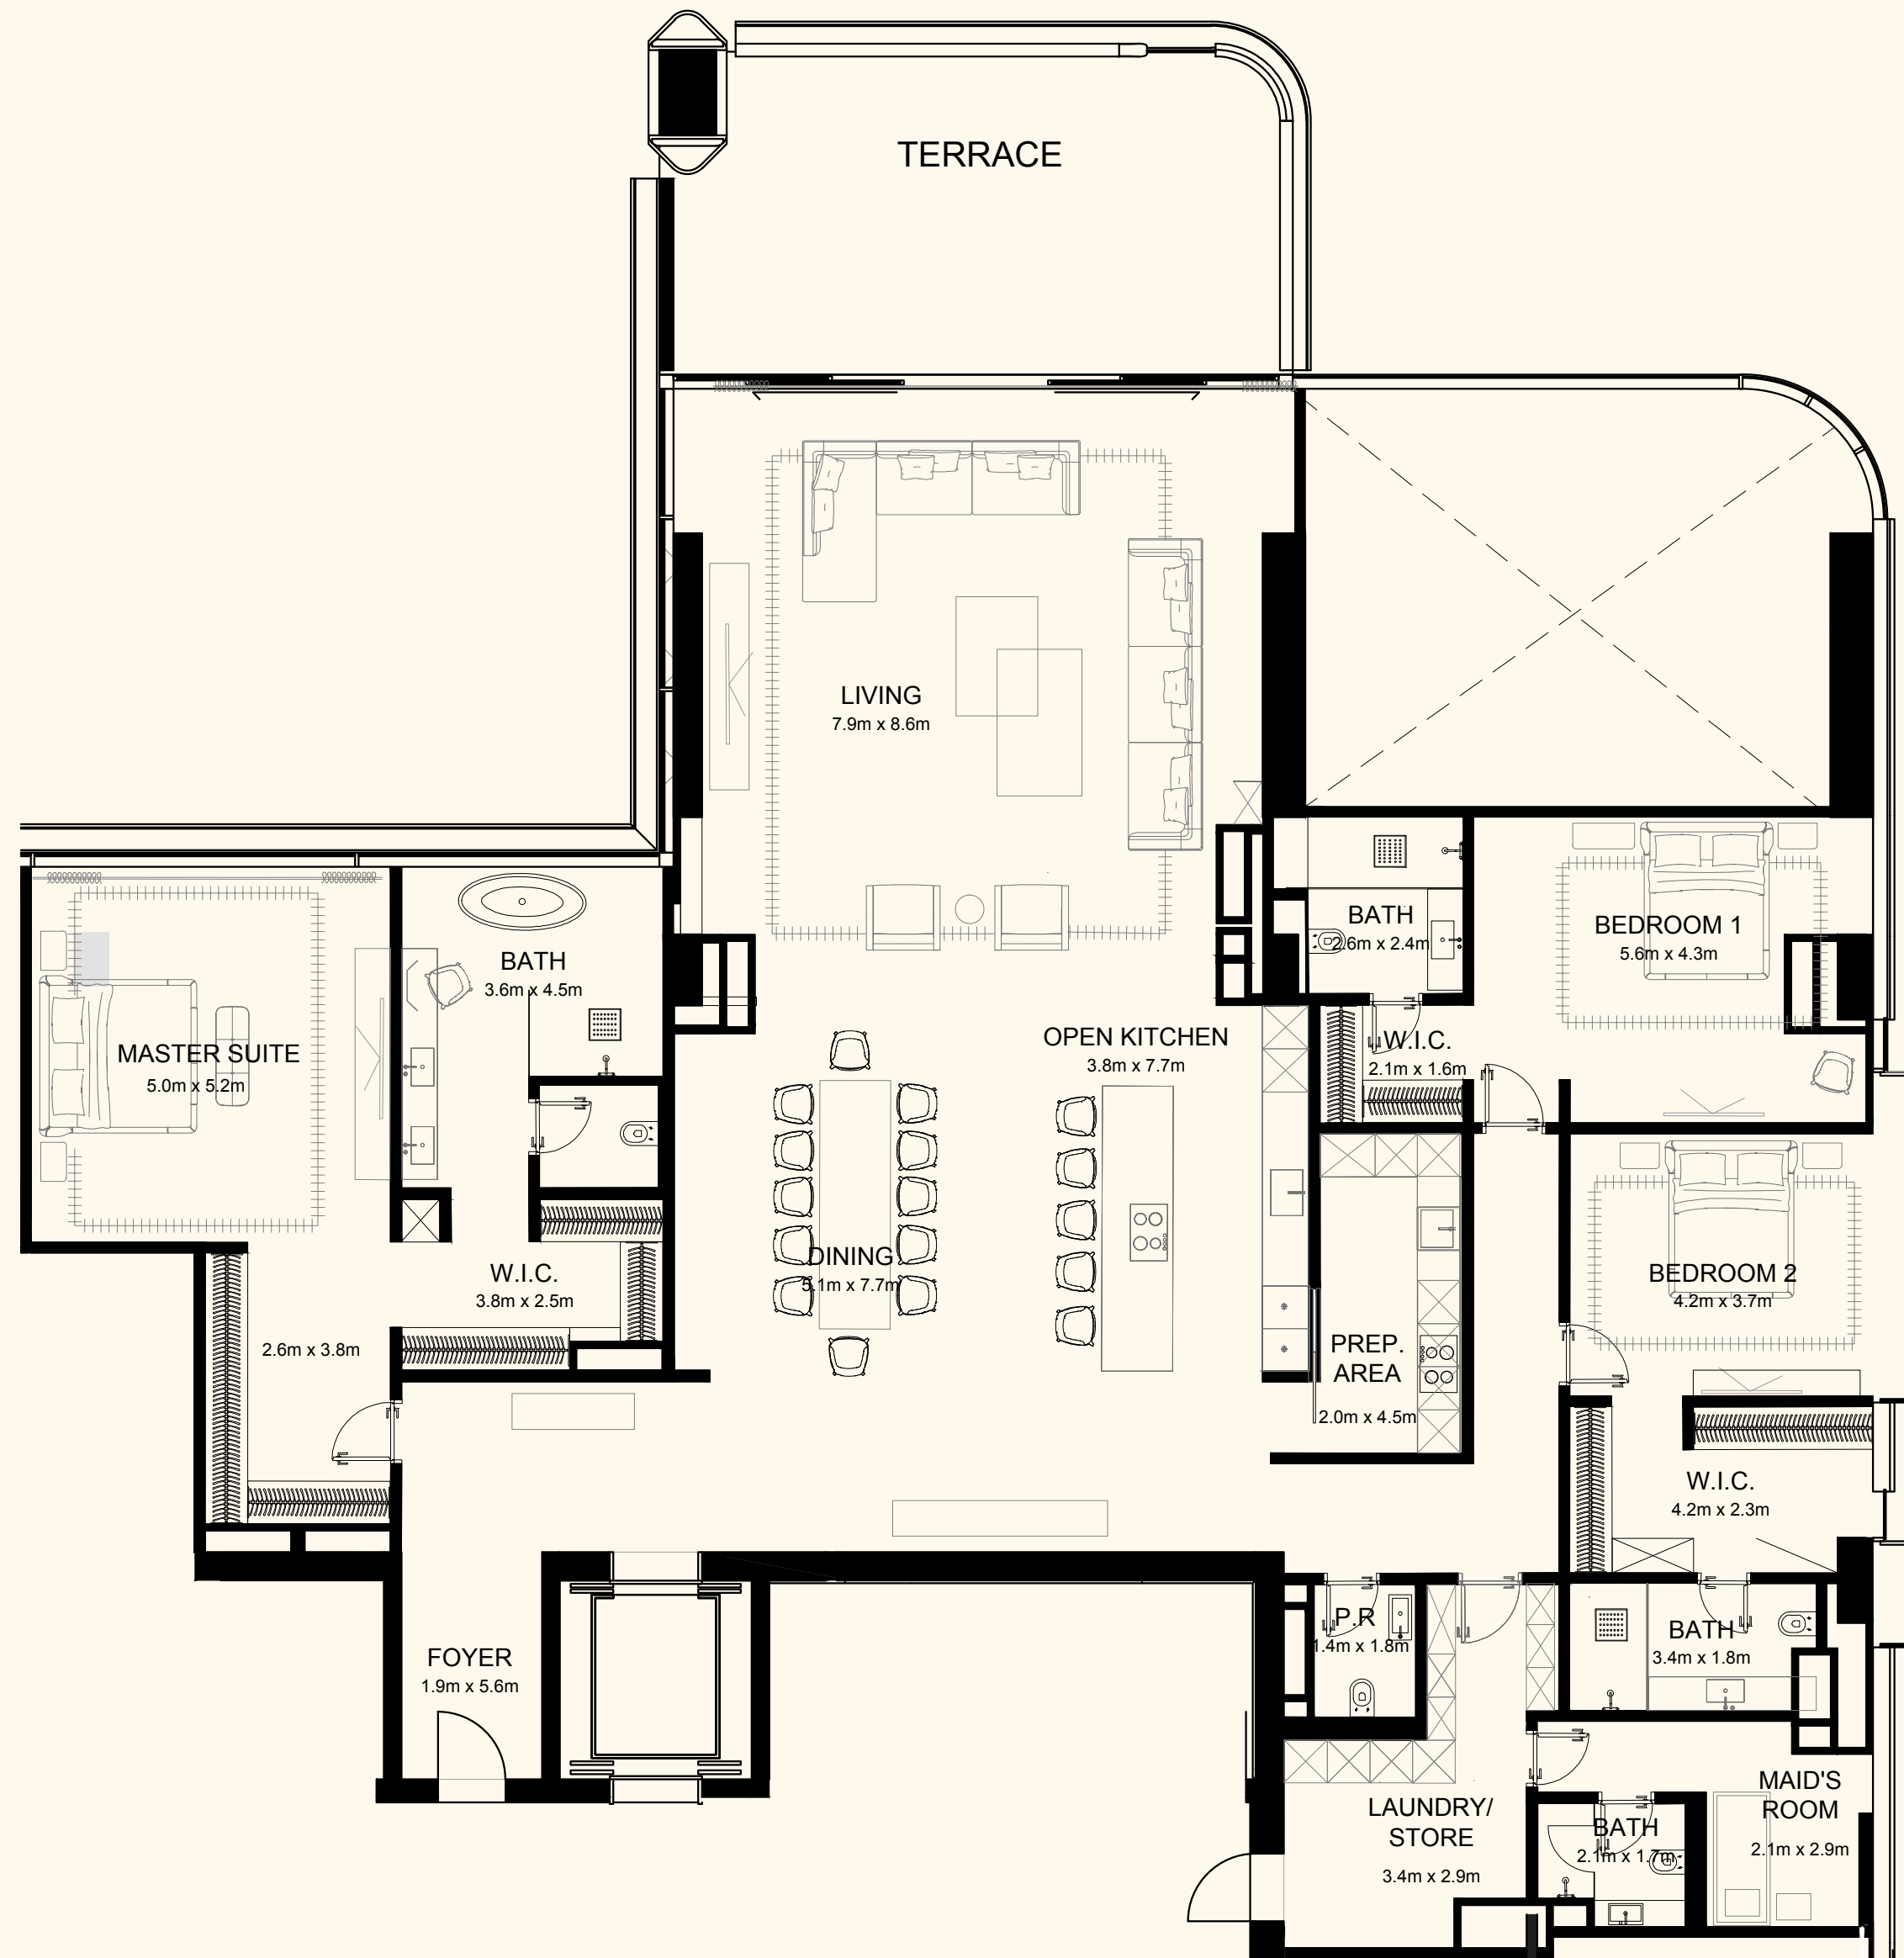 TERRACE
LIVING
7.9m x 8.6m
BATH
2.6m x 2.4m
BEDROOM 1
5.6m x 4.3m
BATH
3.6m x 4.5m
MASTER SUITE
5.0m x 5.2m
OPEN KITCHEN
3.8m x 7.7m
W.I.C.
2.1m x 1.6m
DINING
5.1m x 7.7m
W.I.C.
3.8m x 2.5m
BEDROOM 2
4.2m x 3.7m
2.6m x 3.8m
PREP.
AREA
2.0m x 4.5m
W.I.C.
4.2m x 2.3m
P.R
1.4m x 1.8m
BATH
3.4m x 1.8m
FOYER
1.9m x 5.6m
MAID'S
ROOM
2.1m x 2.9m
LAUNDRY/
STORE
3.4m x 2.9m
BATH
2.1m x 1.7m